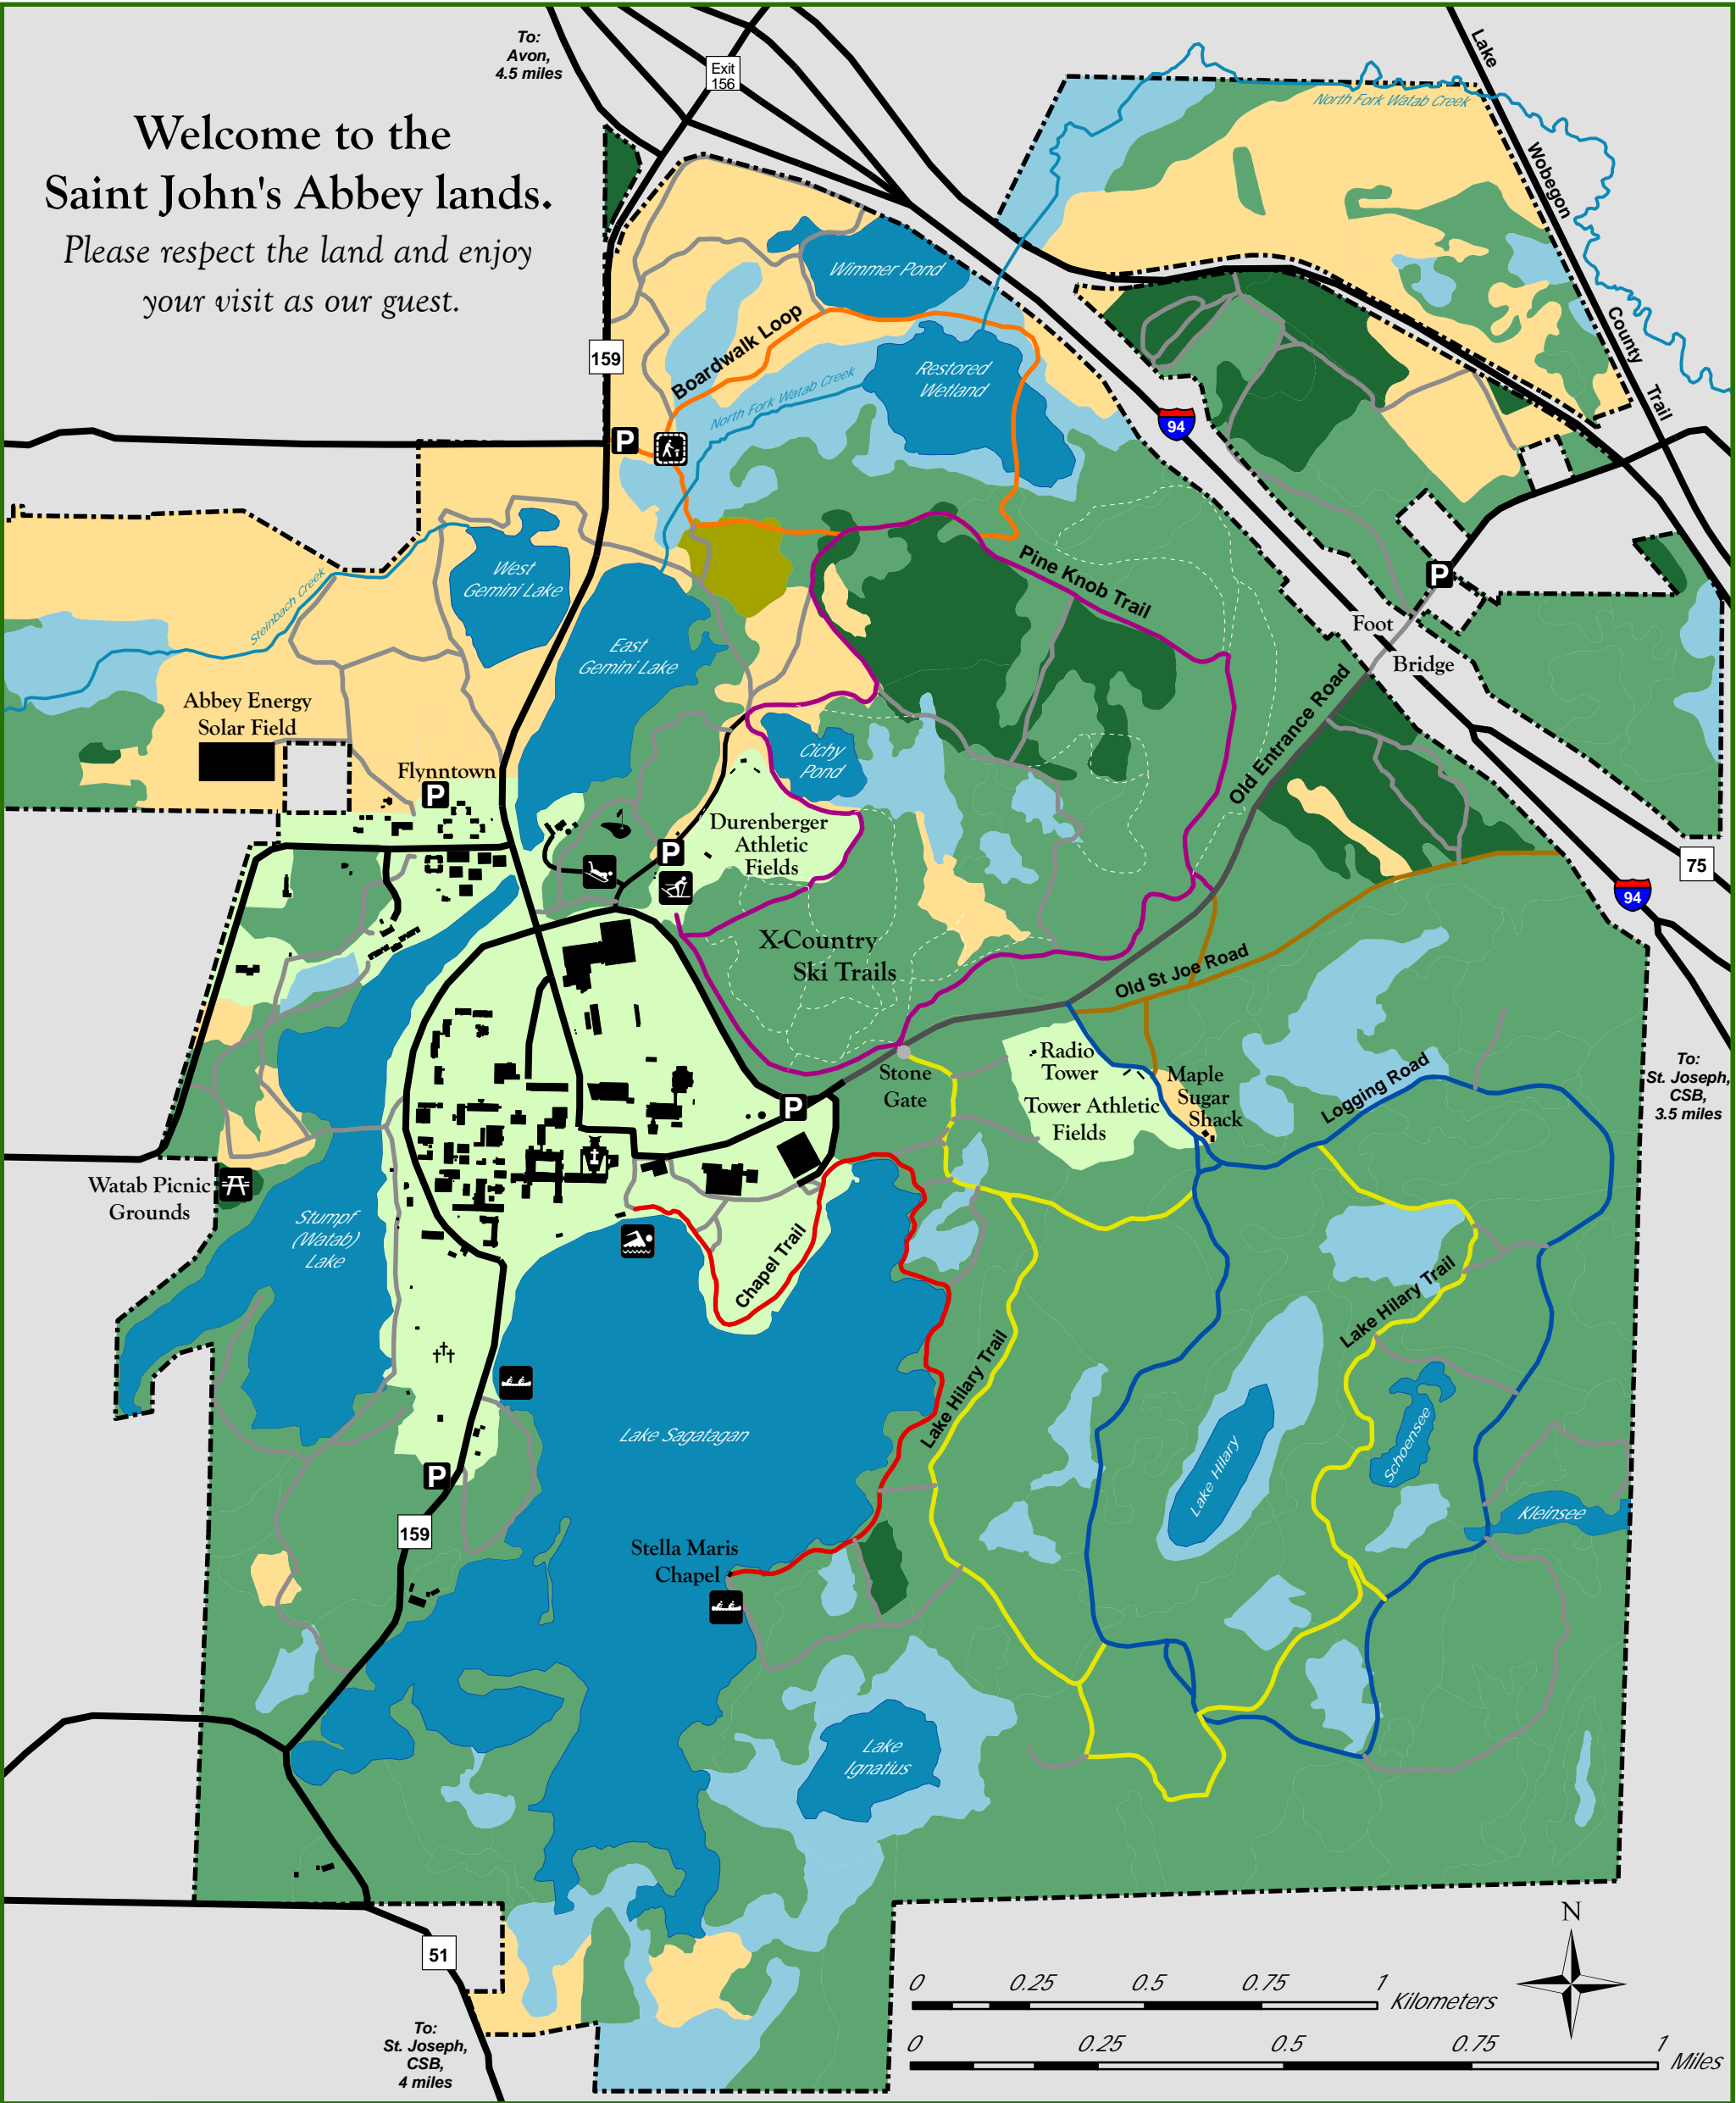 Welcome to the
Saint John's Abbey lands.
Please respect the land and enjoy
your visit as our guest.
To:
Avon,
4.5 miles
Exit
156
North Fork Watab Creek
Lake
Wobegon
County
Trail
Wimmer Pond
Boardwalk Loop
159
Restored
Wetland
North Fork Watab Creek
94
P
West
Gemini Lake
Steinbach Creek
Pine Knob Trail
P
Foot
Bridge
East
Gemini Lake
Old Entrance Road
Abbey Energy
Solar Field
Cichy
Pond
Flynntown
P
Durenberger
Athletic
Fields
P
75
94
X-Country
Ski Trails
Old St Joe Road
Stone
Gate
Radio
Tower
Maple
Sugar
Shack
Tower Athletic
Fields
Logging Road
To:
St. Joseph,
CSB,
3.5 miles
P
Watab Picnic
Grounds
Stumpf
(Watab)
Lake
Chapel Trail
Lake Hilary Trail
Lake Hilary Trail
Lake Sagatagan
Lake Hilary
Schoensee
Kleinsee
P
159
Stella Maris
Chapel
Lake
Ignatius
51
To:
St. Joseph,
CSB,
4 miles
N
0 0.25 0.5 0.75 1
Kilometers
0 0.25 0.5 0.75 1
Miles